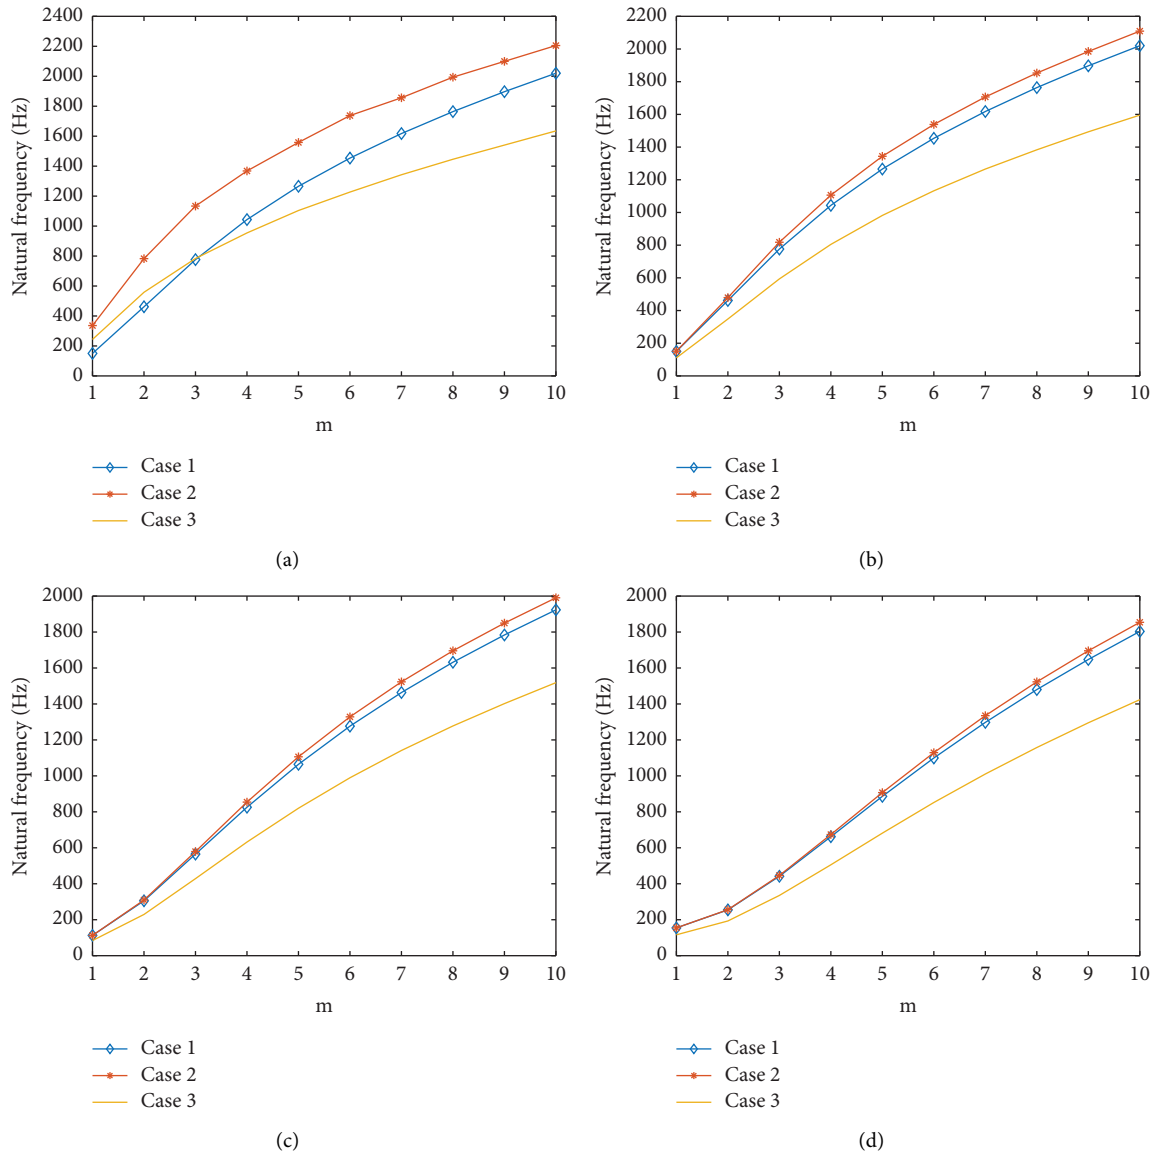 2400
2200
2000
1800
1600
1400
1200
1000
800
600
400
200
0
Natural frequency (Hz)
1 2 3 4 5 6 7 8 9 10
m
Case 1
Case 2
Case 3
(a)
2200
2000
1800
1600
1400
1200
1000
800
600
400
200
0
Natural frequency (Hz)
1 2 3 4 5 6 7 8 9 10
m
Case 1
Case 2
Case 3
(b)
2000
1800
1600
1400
1200
1000
800
600
400
200
0
Natural frequency (Hz)
1 2 3 4 5 6 7 8 9 10
m
Case 1
Case 2
Case 3
(c)
2000
1800
1600
1400
1200
1000
800
600
400
200
0
Natural frequency (Hz)
1 2 3 4 5 6 7 8 9 10
m
Case 1
Case 2
Case 3
(d)